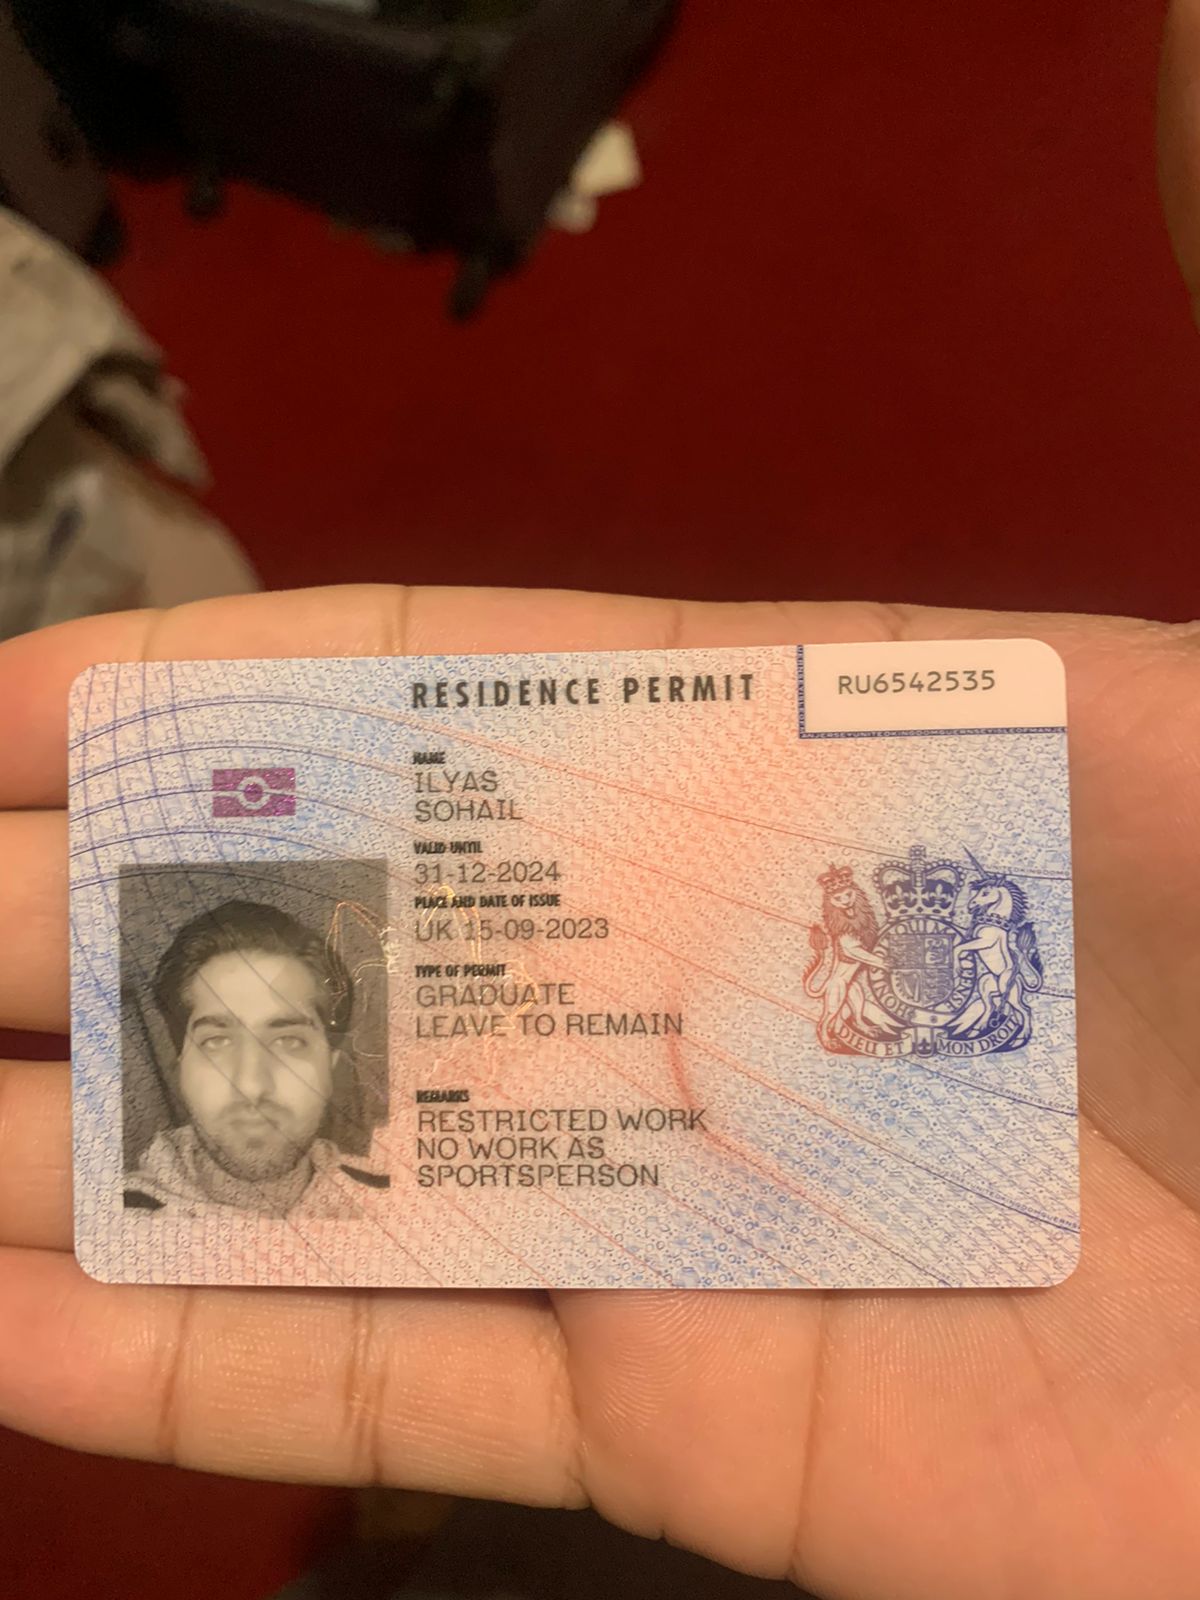 RESIDENCE PERMIT
RU6542535
NAME
ILYAS
SOHAIL
VALID UNTIL
31-12-2024
PLACE AND DATE OF ISSUE
UK 15-09-2023
TYPE OF PERMIT
GRADUATE
LEAVE TO REMAIN
REMARKS
RESTRICTED WORK
NO WORK AS
SPORTSPERSON
DIEU ET MON DROIT